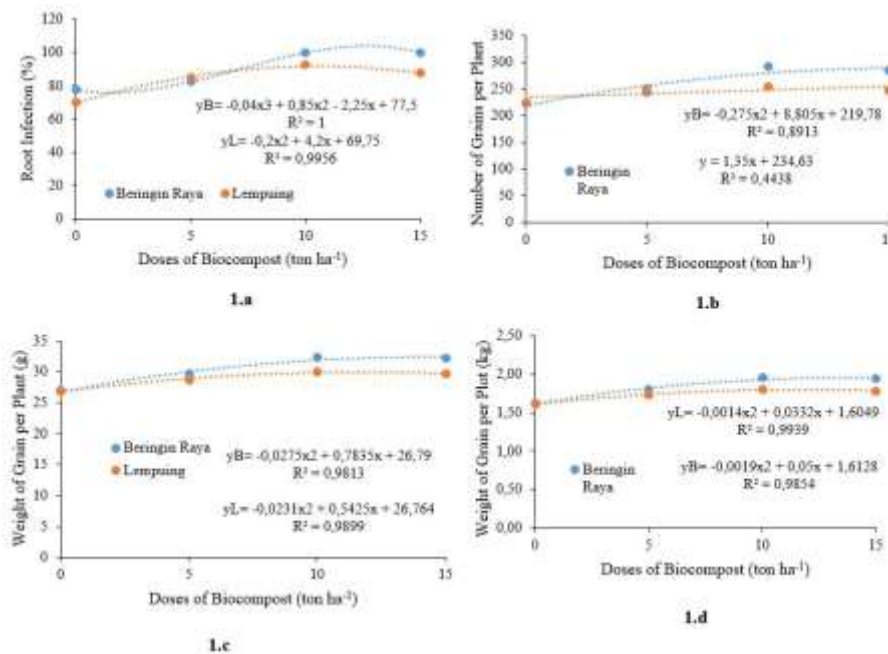 Root Infection (%)
120
100
80
60
40
20
0
yB= -0,04x3 + 0,85x2 - 2,25x + 77,5
R² = 1
yL= -0,2x2 + 4,2x + 69,75
R² = 0,9956
Beringin Raya
Lempuing
0
5
10
15
Doses of Biocompost (ton ha-1)
1.a
Number of Grains per Plant
350
300
250
200
150
100
50
0
yB= -0,275x2 + 8,805x + 219,78
R² = 0,8913
y = 1,35x + 234,63
R² = 0,4438
Beringin
Raya
0
5
10
15
Doses of Biocompost (ton ha-1)
1.b
Weight of Grain per Plant (g)
35
30
25
20
15
10
5
0
Beringin Raya
Lempuing
yB= -0,0275x2 + 0,7835x + 26,79
R² = 0,9813
yL= -0,0231x2 + 0,5425x + 26,764
R² = 0,9899
0
5
10
15
Doses of Biocompost (ton ha-1)
1.c
Weight of Grain per Plot (kg)
2,50
2,00
1,50
1,00
0,50
0,00
yL= -0,0014x2 + 0,0332x + 1,6049
R² = 0,9939
yB= -0,0019x2 + 0,05x + 1,6128
R² = 0,9854
Beringin
Raya
0
5
10
15
Doses of Biocompost (ton ha-1)
1.d